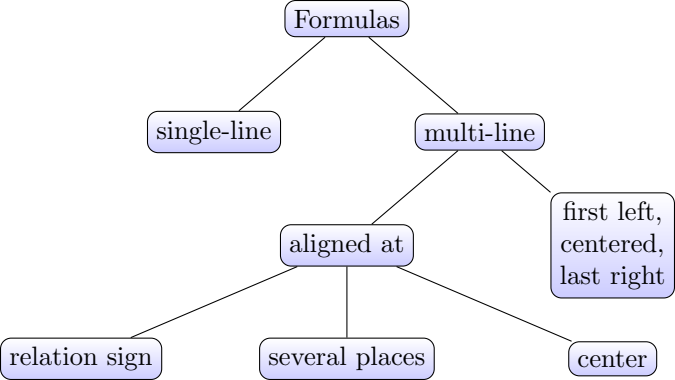 Formulas
single-line
multi-line
aligned at
first left,
centered,
last right
relation sign
several places
center